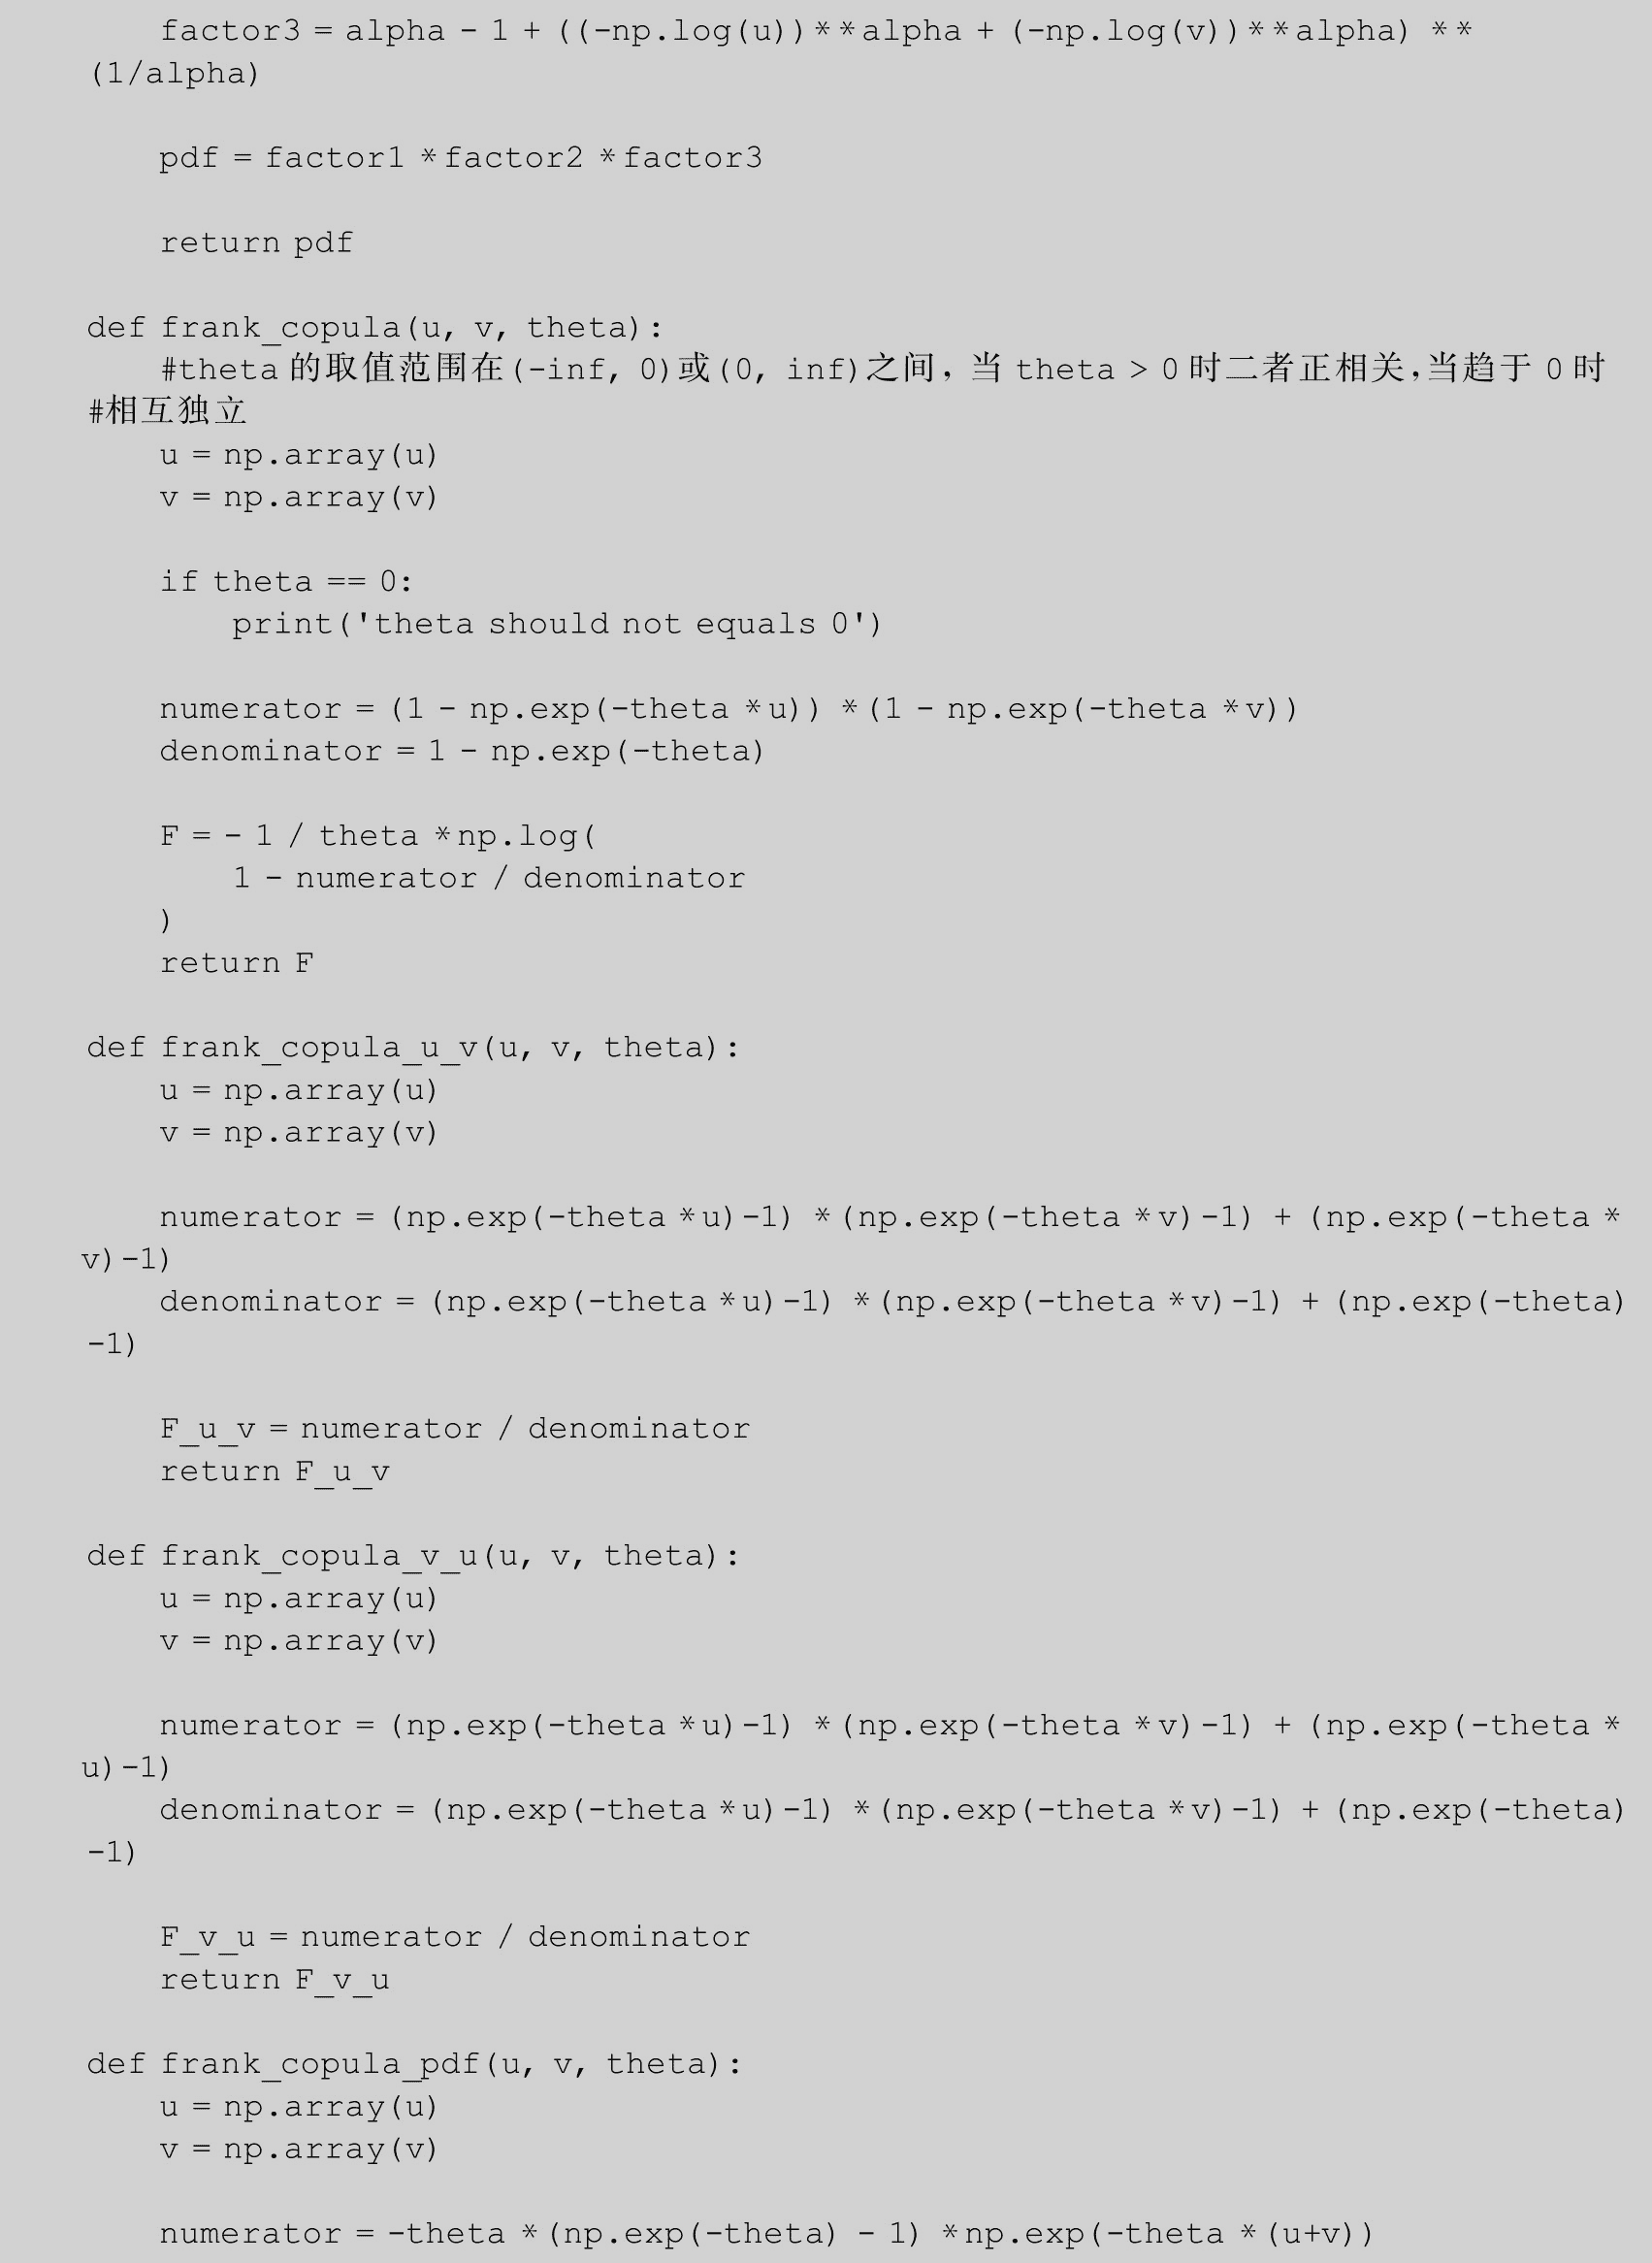 factor3 = alpha - 1 + ((-np.log(u))**alpha + (-np.log(v))**alpha) **
(1/alpha)
pdf = factor1 *factor2 *factor3
return pdf
def frank_copula(u, v, theta):
#theta 的取值范围在(-inf, 0)或(0, inf)之间，当 theta > 0 时二者正相关，当趋于 0 时
#相互独立
u = np.array(u)
v = np.array(v)
if theta == 0:
print('theta should not equals 0')
numerator = (1 - np.exp(-theta *u)) *(1 - np.exp(-theta *v))
denominator = 1 - np.exp(-theta)
F = - 1 / theta *np.log(
1 - numerator / denominator
)
return F
def frank_copula_u_v(u, v, theta):
u = np.array(u)
v = np.array(v)
numerator = (np.exp(-theta *u)-1) *(np.exp(-theta *v)-1) + (np.exp(-theta *
v)-1)
denominator = (np.exp(-theta *u)-1) *(np.exp(-theta *v)-1) + (np.exp(-theta)
-1)
F_u_v = numerator / denominator
return F_u_v
def frank_copula_v_u(u, v, theta):
u = np.array(u)
v = np.array(v)
numerator = (np.exp(-theta *u)-1) *(np.exp(-theta *v)-1) + (np.exp(-theta *
u)-1)
denominator = (np.exp(-theta *u)-1) *(np.exp(-theta *v)-1) + (np.exp(-theta)
-1)
F_v_u = numerator / denominator
return F_v_u
def frank_copula_pdf(u, v, theta):
u = np.array(u)
v = np.array(v)
numerator = -theta *(np.exp(-theta) - 1) *np.exp(-theta *(u+v))